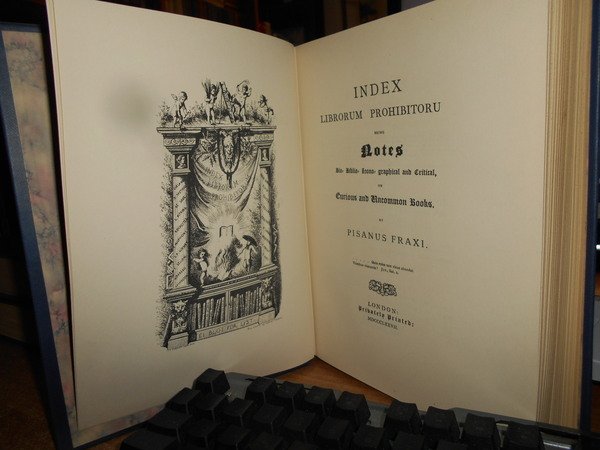 INDEX
LIBRORUM PROHIBITORU
BEING
Notes
Bio- Biblio- Icono- graphical and Critical,
ON
Curious and Uncommon Books.
BY
PISANUS FRAXI.
LONDON:
Privately Printed:
MDCCCLXXVII.